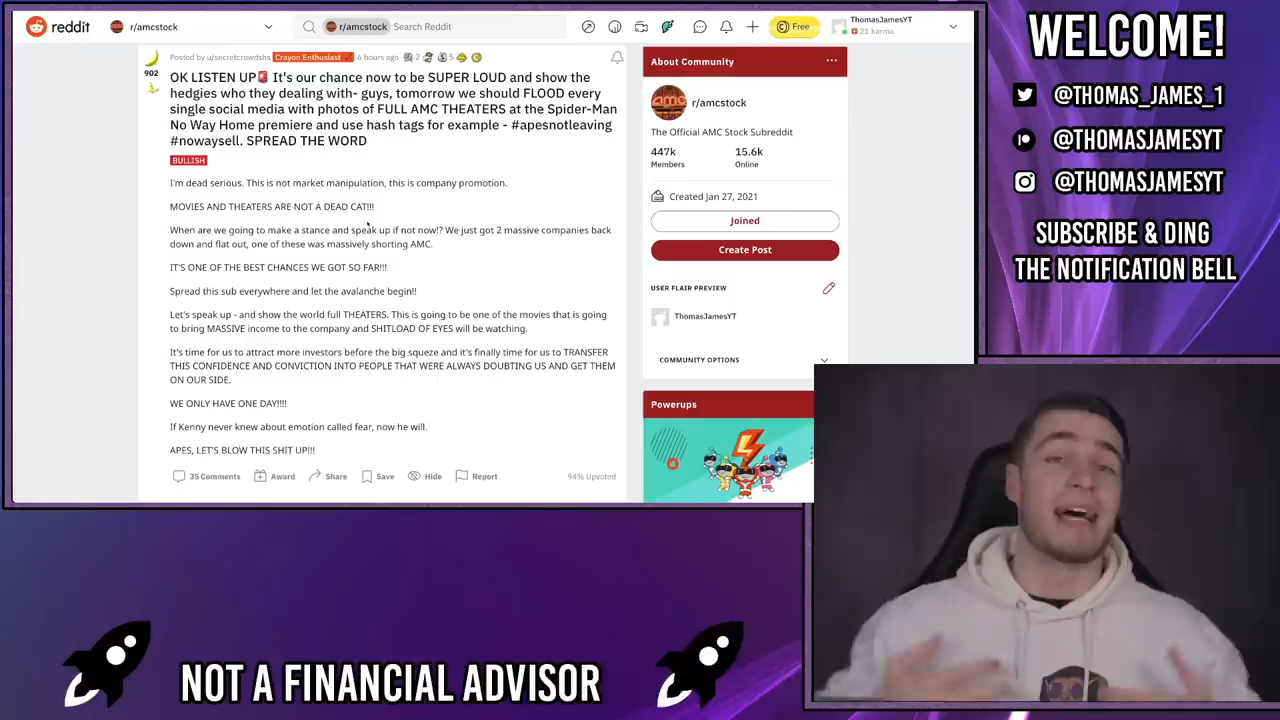 reddit
r/amcstock
r/amcstock Search Reddit
Free
ThomasJamesYT
21 karma
902
Posted by u/secretcrowdshs Crayon Enthusiast 6 hours ago 2 5
OK LISTEN UP🚨 It's our chance now to be SUPER LOUD and show the
hedgies who they dealing with- guys, tomorrow we should FLOOD every
single social media with photos of FULL AMC THEATERS at the Spider-Man
No Way Home premiere and use hash tags for example - #apesnotleaving
#nowaysell. SPREAD THE WORD
BULLISH
I'm dead serious. This is not market manipulation, this is company promotion.
MOVIES AND THEATERS ARE NOT A DEAD CAT!!!
When are we going to make a stance and speak up if not now!? We just got 2 massive companies back
down and flat out, one of these was massively shorting AMC.
IT'S ONE OF THE BEST CHANCES WE GOT SO FAR!!!
Spread this sub everywhere and let the avalanche begin!!
Let's speak up - and show the world full THEATERS. This is going to be one of the movies that is going
to bring MASSIVE income to the company and SHITLOAD OF EYES will be watching.
It's time for us to attract more investors before the big squeze and it's finally time for us to TRANSFER
THIS CONFIDENCE AND CONVICTION INTO PEOPLE THAT WERE ALWAYS DOUBTING US AND GET THEM
ON OUR SIDE.
WE ONLY HAVE ONE DAY!!!!
If Kenny never knew about emotion called fear, now he will.
APES, LET'S BLOW THIS SHIT UP!!!
35 Comments Award Share Save Hide Report 94% Upvoted
About Community
amc
r/amcstock
The Official AMC Stock Subreddit
447k 15.6k
Members Online
Created Jan 27, 2021
Joined
Create Post
USER FLAIR PREVIEW
ThomasJamesYT
COMMUNITY OPTIONS
Powerups
WELCOME!
@THOMAS_JAMES_1
@THOMASJAMESYT
@THOMASJAMESYT
SUBSCRIBE & DING
THE NOTIFICATION BELL
NOT A FINANCIAL ADVISOR